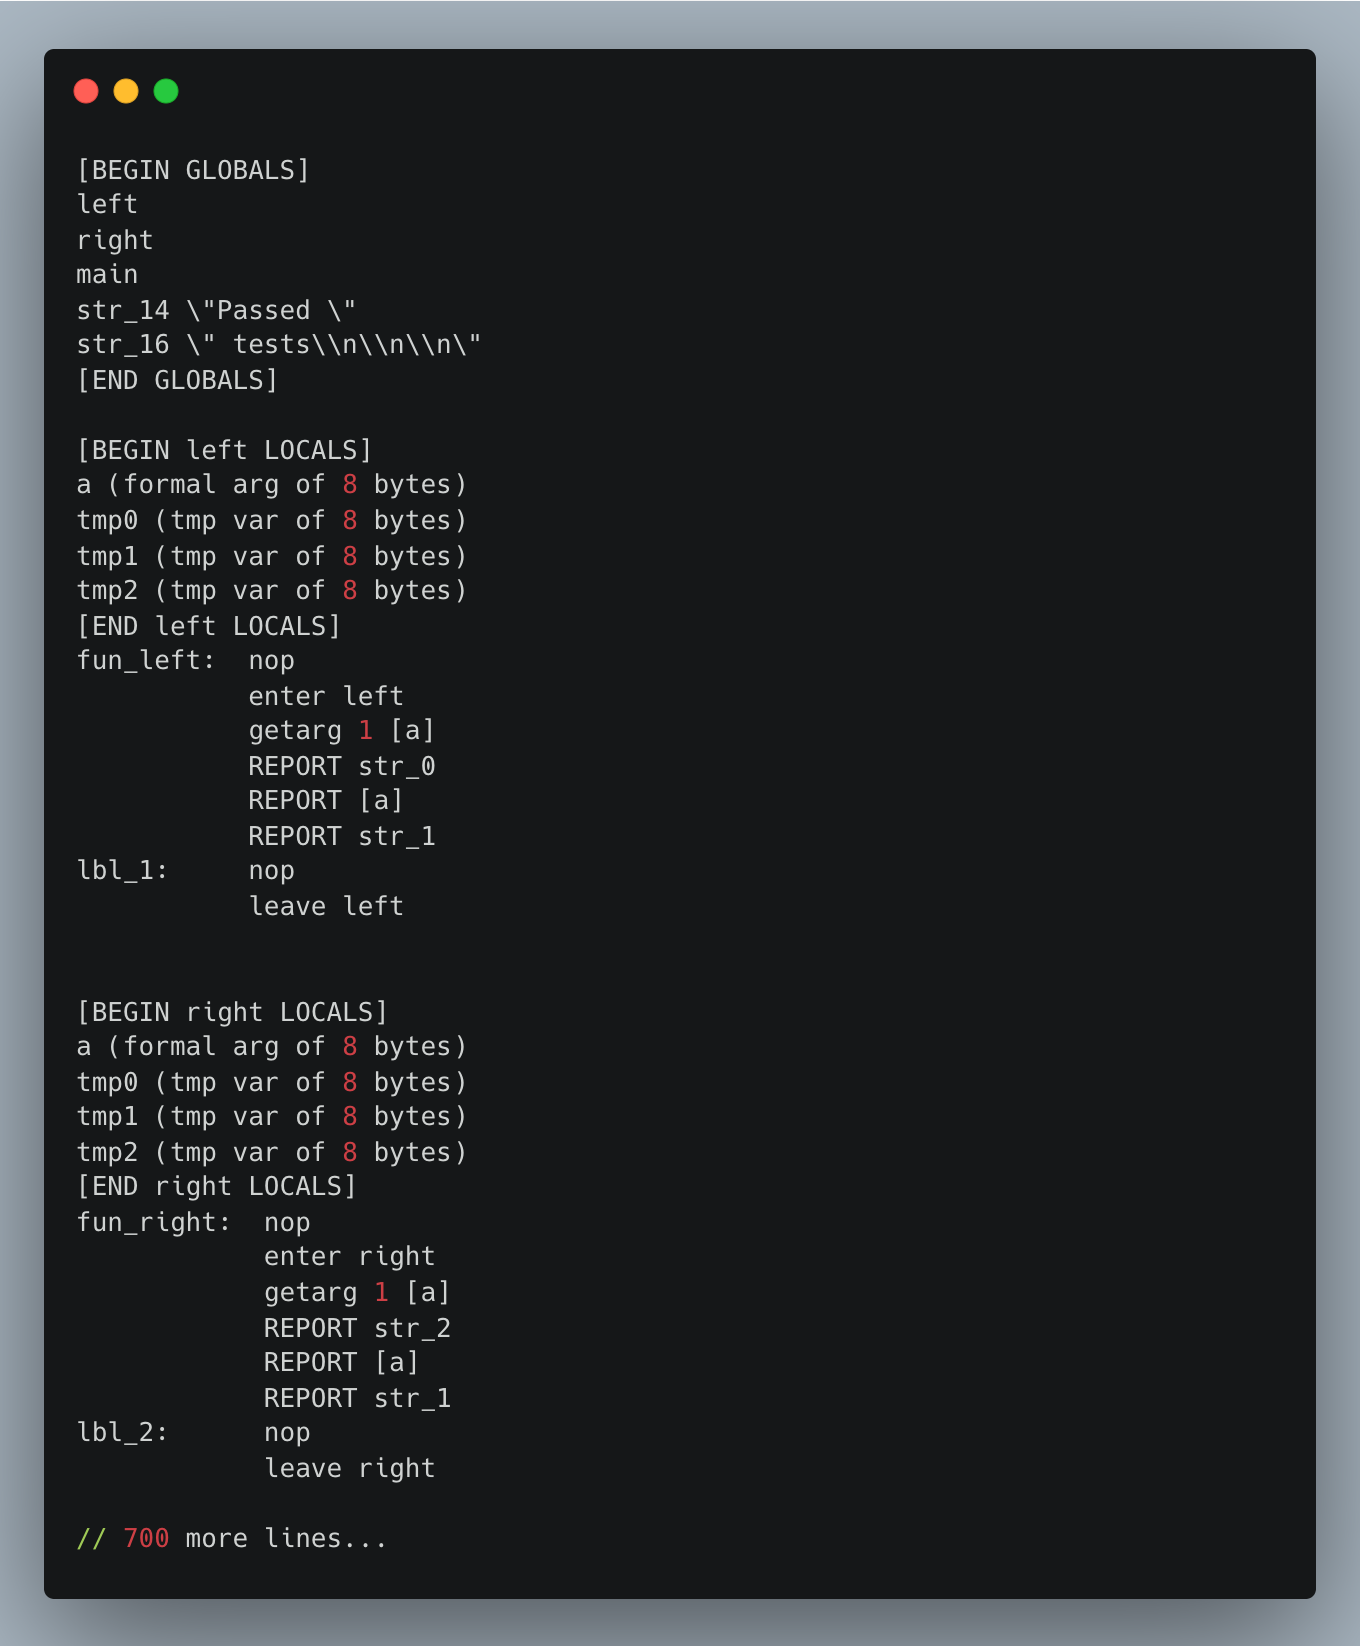 [BEGIN GLOBALS]
left
right
main
str_14 \"Passed \"
str_16 \" tests\\n\\n\\n\"
[END GLOBALS]

[BEGIN left LOCALS]
a (formal arg of 8 bytes)
tmp0 (tmp var of 8 bytes)
tmp1 (tmp var of 8 bytes)
tmp2 (tmp var of 8 bytes)
[END left LOCALS]
fun_left:  nop
           enter left
           getarg 1 [a]
           REPORT str_0
           REPORT [a]
           REPORT str_1
lbl_1:     nop
           leave left


[BEGIN right LOCALS]
a (formal arg of 8 bytes)
tmp0 (tmp var of 8 bytes)
tmp1 (tmp var of 8 bytes)
tmp2 (tmp var of 8 bytes)
[END right LOCALS]
fun_right:  nop
            enter right
            getarg 1 [a]
            REPORT str_2
            REPORT [a]
            REPORT str_1
lbl_2:      nop
            leave right

// 700 more lines...